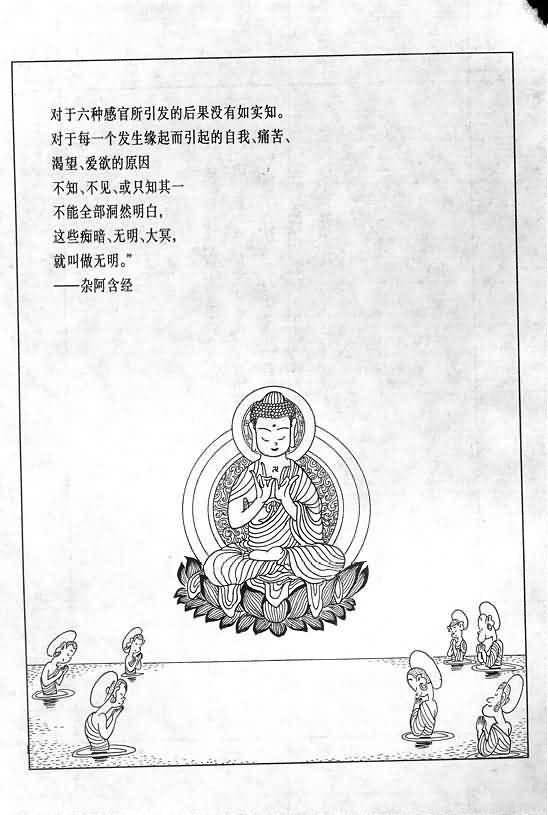 对于六种感官所引发的后果没有如实知。
对于每一个发生缘起而引起的自我、痛苦、
渴望、爱欲的原因
不知、不见、或只知其一
不能全部洞然明白，
这些痴暗、无明、大冥，
就叫做无明。”
——杂阿含经